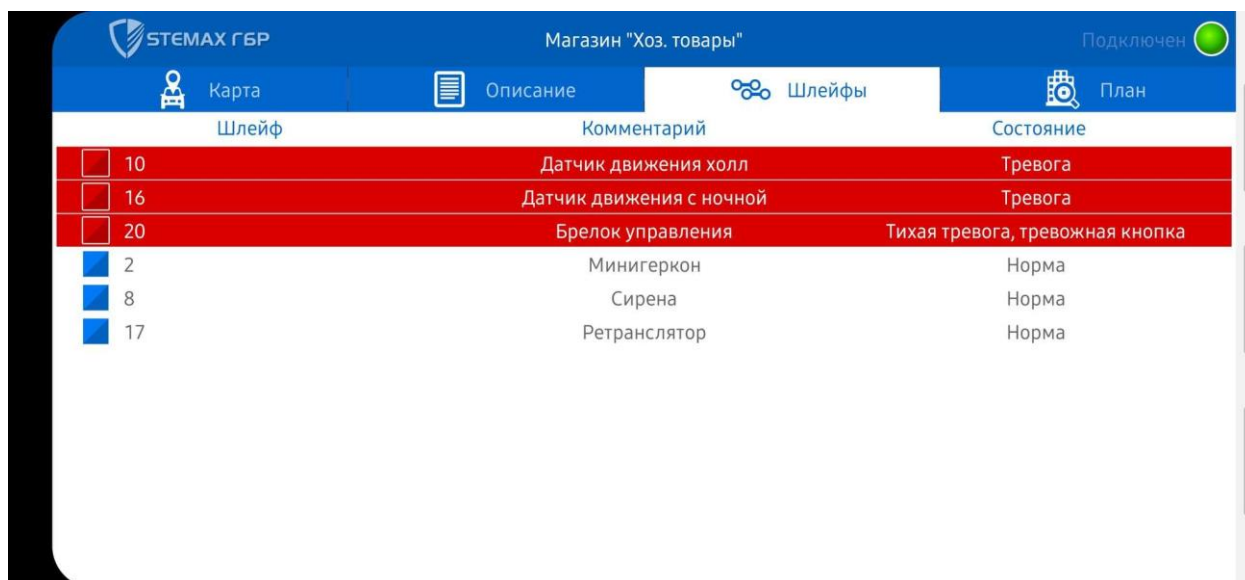 STEMAX ГБР Магазин "Хоз. товары" Подключен
Карта Описание Шлейфы План
Шлейф Комментарий Состояние
10 Датчик движения холл Тревога
16 Датчик движения с ночной Тревога
20 Брелок управления Тихая тревога, тревожная кнопка
2 Минигеркон Норма
8 Сирена Норма
17 Ретранслятор Норма